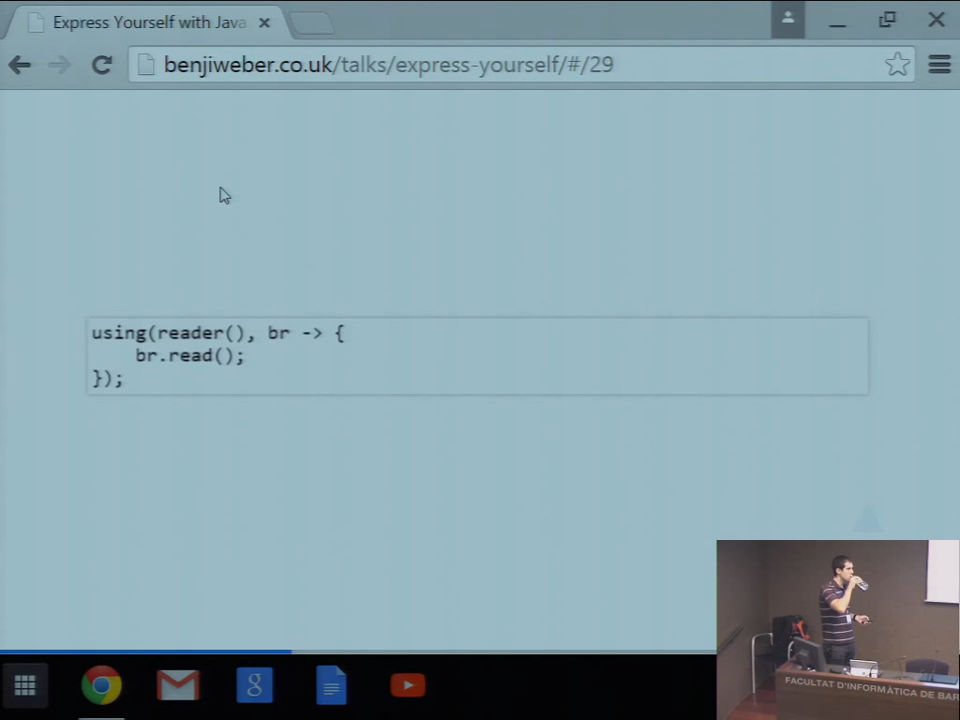 Express Yourself with Java
benjiweber.co.uk/talks/express-yourself/#/29
using(reader(), br -> {
br.read();
});
FACULTAT D'INFORMÀTICA DE BAR